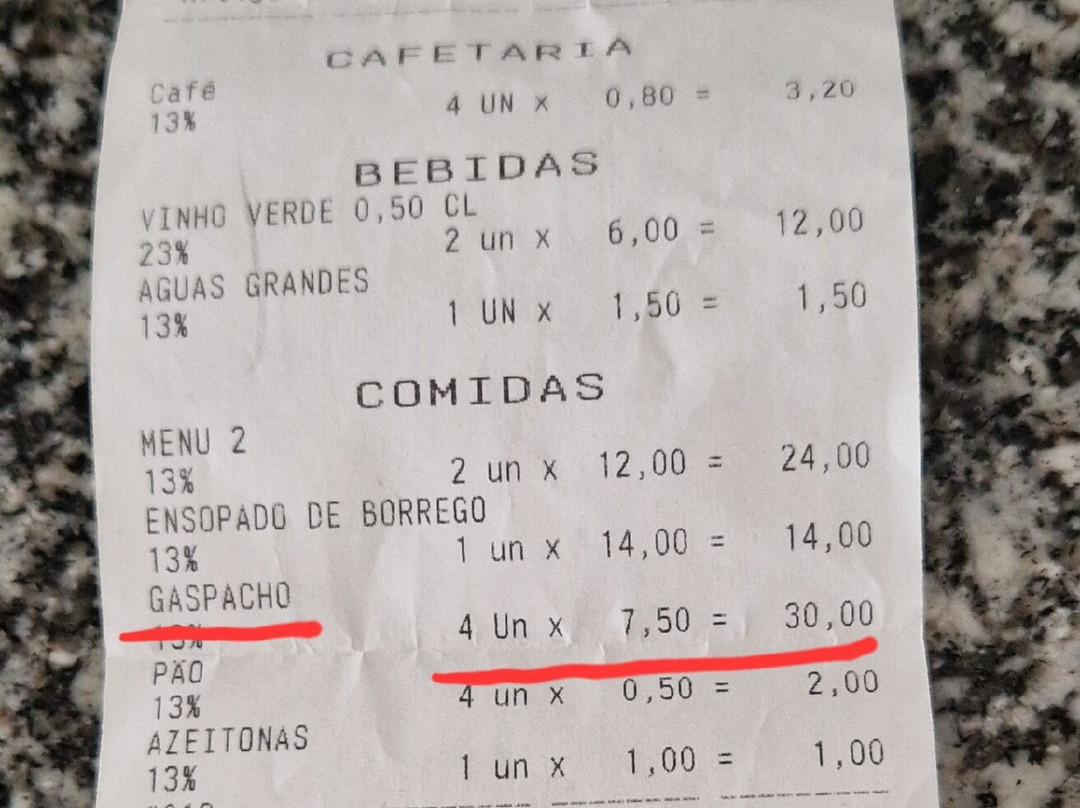 CAFETARIA
Café
4 UN x 0,80 = 3,20
13%
BEBIDAS
VINHO VERDE 0,50 CL
2 un x 6,00 = 12,00
23%
AGUAS GRANDES
1 UN x 1,50 = 1,50
13%
COMIDAS
MENU 2
2 un x 12,00 = 24,00
13%
ENSOPADO DE BORREGO
1 un x 14,00 = 14,00
13%
GASPACHO
4 Un x 7,50 = 30,00
13%
PÃO
4 un x 0,50 = 2,00
13%
AZEITONAS
1 un x 1,00 = 1,00
13%